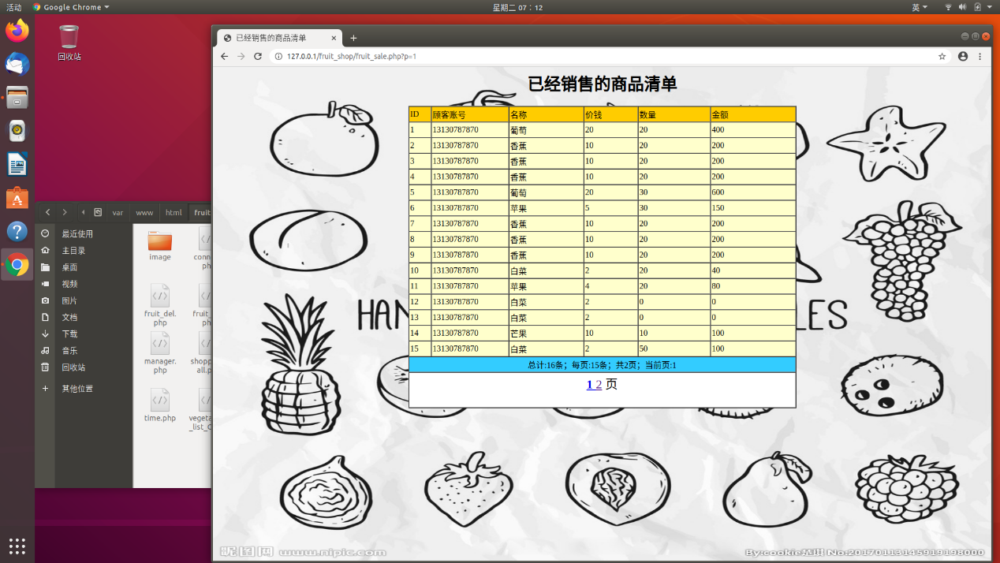 活动 Google Chrome 星期二 07：12 英
回收站
已经销售的商品清单
127.0.0.1/fruit_shop/fruit_sale.php?p=1
已经销售的商品清单
ID 顾客账号 名称 价钱 数量 金额
1 13130787870 葡萄 20 20 400
2 13130787870 香蕉 10 20 200
3 13130787870 香蕉 10 20 200
4 13130787870 香蕉 10 20 200
5 13130787870 葡萄 20 30 600
6 13130787870 苹果 5 30 150
7 13130787870 香蕉 10 20 200
8 13130787870 香蕉 10 20 200
9 13130787870 香蕉 10 20 200
10 13130787870 白菜 2 20 40
11 13130787870 苹果 4 20 80
12 13130787870 白菜 2 0 0
13 13130787870 白菜 2 0 0
14 13130787870 芒果 10 10 100
15 13130787870 白菜 2 50 100
总计:16条；每页:15条；共2页；当前页:1
1 2 页
HAN
LES
var www html fruit
最近使用
主目录
桌面
视频
图片
文档
下载
音乐
回收站
其他位置
image
conn
ph
fruit_del.
php
fruit_
ph
manager.
php
shopp
all.p
time.php
veget
昵图网 www.nipic.com
No:20170113145919198000